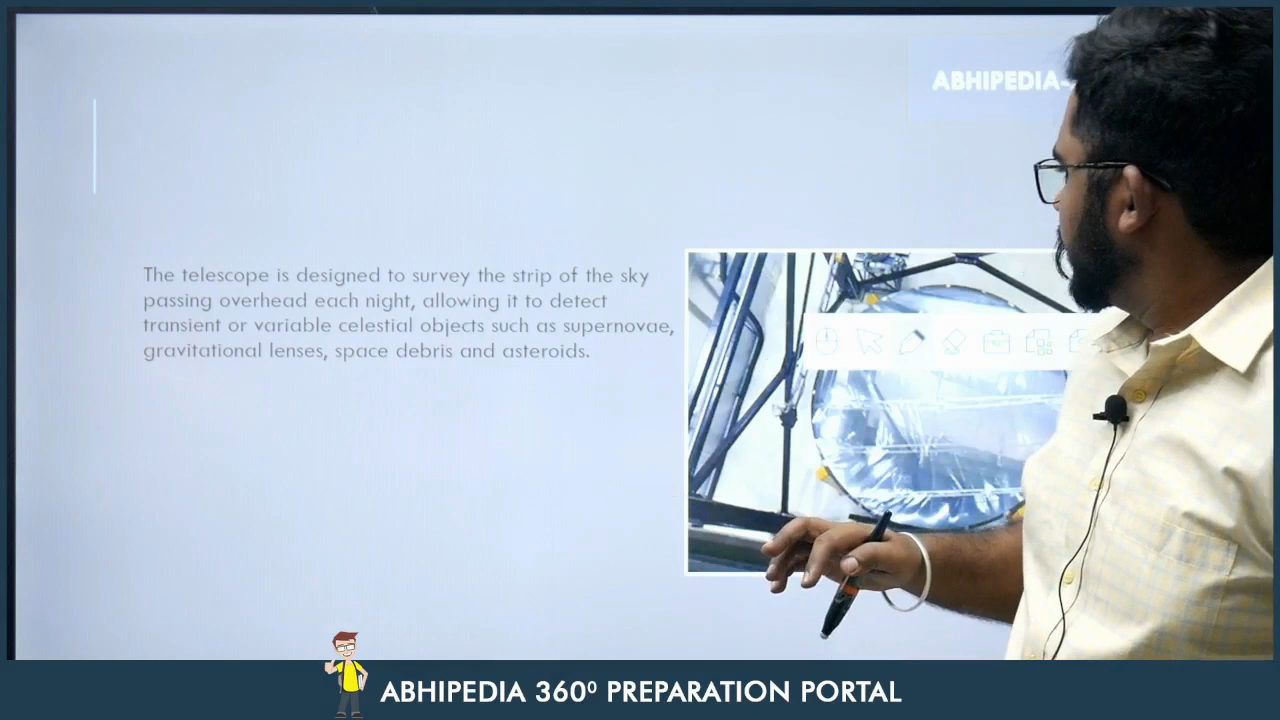 ABHIPEDIA-
The telescope is designed to survey the strip of the sky
passing overhead each night, allowing it to detect
transient or variable celestial objects such as supernovae,
gravitational lenses, space debris and asteroids.
ABHIPEDIA 360⁰ PREPARATION PORTAL